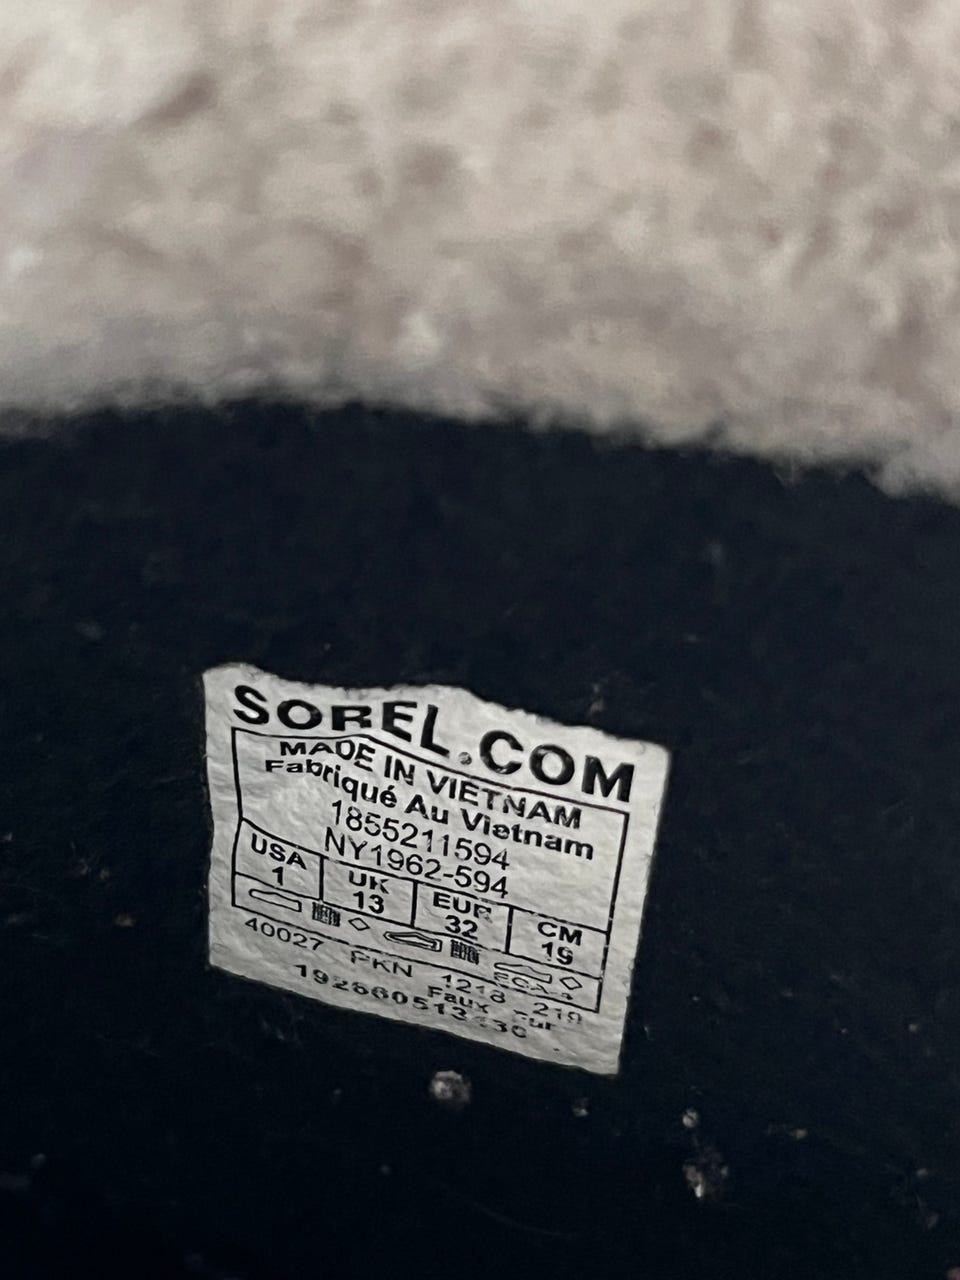 SOREL.COM
MADE IN VIETNAM
Fabriqué Au Vietnam
1855211594
NY1962-594
USA UK EUR CM
1 13 32 19
40027 PKN 1218 219
Faux Fur